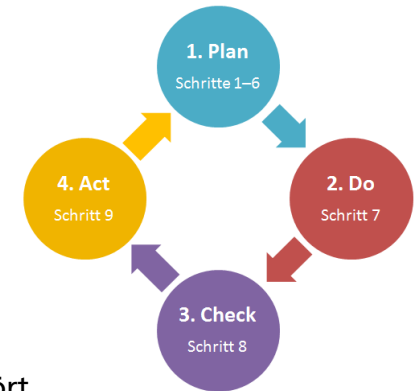 1. Plan
Schritte 1–6
2. Do
Schritt 7
3. Check
Schritt 8
4. Act
Schritt 9